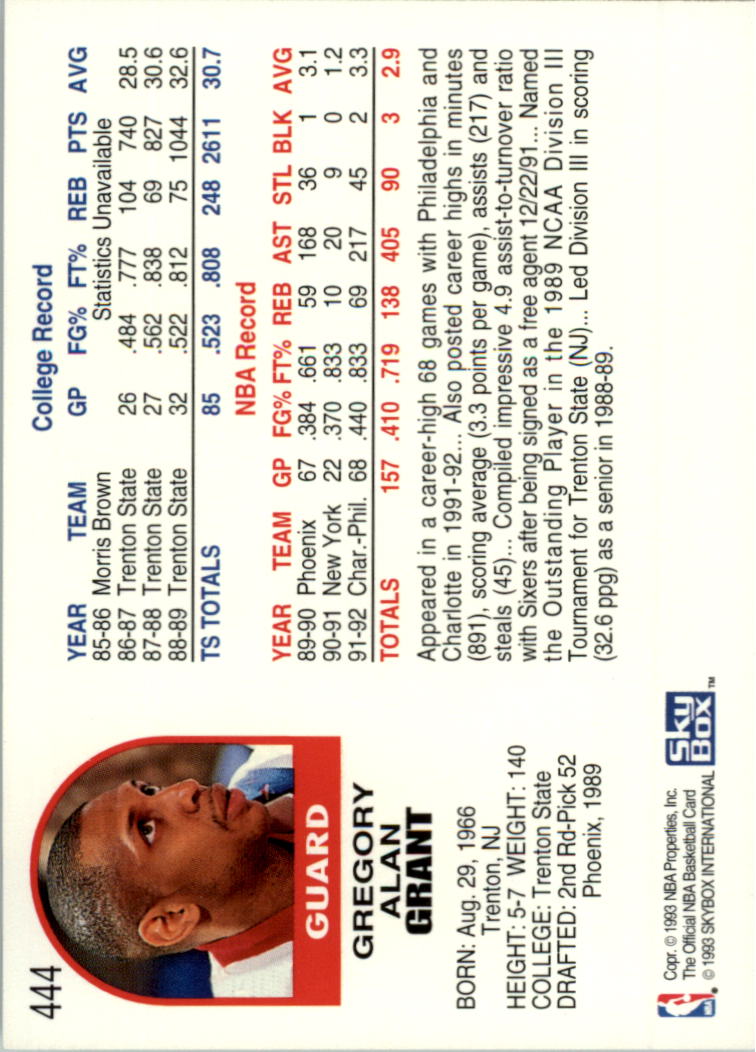 444
GUARD
GREGORY
ALAN
GRANT
BORN: Aug. 29, 1966
Trenton, NJ
HEIGHT: 5-7 WEIGHT: 140
COLLEGE: Trenton State
DRAFTED: 2nd Rd-Pick 52
Phoenix, 1989
College Record
YEAR TEAM GP FG% FT% REB PTS AVG
85-86 Morris Brown Statistics Unavailable
86-87 Trenton State 26 .484 .777 104 740 28.5
87-88 Trenton State 27 .562 .838 69 827 30.6
88-89 Trenton State 32 .522 .812 75 1044 32.6
TS TOTALS 85 .523 .808 248 2611 30.7
NBA Record
YEAR TEAM GP FG% FT% REB AST STL BLK AVG
89-90 Phoenix 67 .384 .661 59 168 36 1 3.1
90-91 New York 22 .370 .833 10 20 9 0 1.2
91-92 Char.-Phil. 68 .440 .833 69 217 45 2 3.3
TOTALS 157 .410 .719 138 405 90 3 2.9
Appeared in a career-high 68 games with Philadelphia and
Charlotte in 1991-92... Also posted career highs in minutes
(891), scoring average (3.3 points per game), assists (217) and
steals (45)... Compiled impressive 4.9 assist-to-turnover ratio
with Sixers after being signed as a free agent 12/22/91... Named
the Outstanding Player in the 1989 NCAA Division III
Tournament for Trenton State (NJ)... Led Division III in scoring
(32.6 ppg) as a senior in 1988-89.
NBA
Copr. © 1993 NBA Properties, Inc.
The Official NBA Basketball Card
© 1993 SKYBOX INTERNATIONAL
SKY
BOX
™